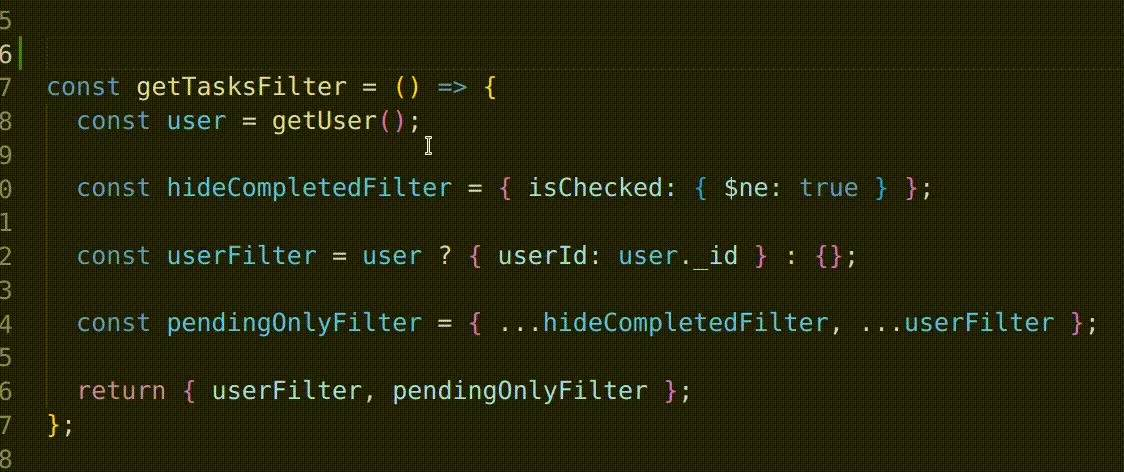 5
6
7 const getTasksFilter = () => {
8 const user = getUser();
9
0 const hideCompletedFilter = { isChecked: { $ne: true } };
1
2 const userFilter = user ? { userId: user._id } : {};
3
4 const pendingOnlyFilter = { ...hideCompletedFilter, ...userFilter };
5
6 return { userFilter, pendingOnlyFilter };
7 };
8